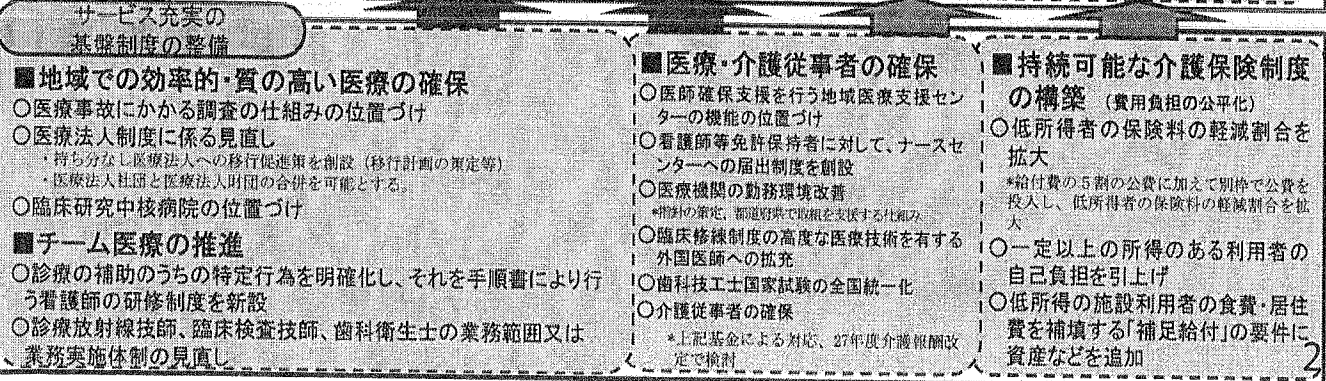 サービス充実の
基盤制度の整備
■地域での効率的・質の高い医療の確保
○医療事故にかかる調査の仕組みの位置づけ
○医療法人制度に係る見直し
・持ち分なし医療法人への移行促進策を創設（移行計画の策定等）
・医療法人社団と医療法人財団の合併を可能とする。
○臨床研究中核病院の位置づけ
■チーム医療の推進
○診療の補助のうちの特定行為を明確化し、それを手順書により行
う看護師の研修制度を新設
○診療放射線技師、臨床検査技師、歯科衛生士の業務範囲又は
業務実施体制の見直し
■医療・介護従事者の確保
○医師確保支援を行う地域医療支援セン
ターの機能の位置づけ
○看護師等免許保持者に対して、ナースセ
ンターへの届出制度を創設
○医療機関の勤務環境改善
*指針の策定、都道府県で取組を支援する仕組み
○臨床修練制度の高度な医療技術を有する
外国医師への拡充
○歯科技工士国家試験の全国統一化
○介護従事者の確保
*上記基金による対応、27年度介護報酬改
定で検討
■持続可能な介護保険制度
の構築 （費用負担の公平化）
○低所得者の保険料の軽減割合を
拡大
*給付費の5割の公費に加えて別枠で公費を
投入し、低所得者の保険料の軽減割合を拡
大
○一定以上の所得のある利用者の
自己負担を引上げ
○低所得の施設利用者の食費・居住
費を補填する「補足給付」の要件に
資産などを追加
2